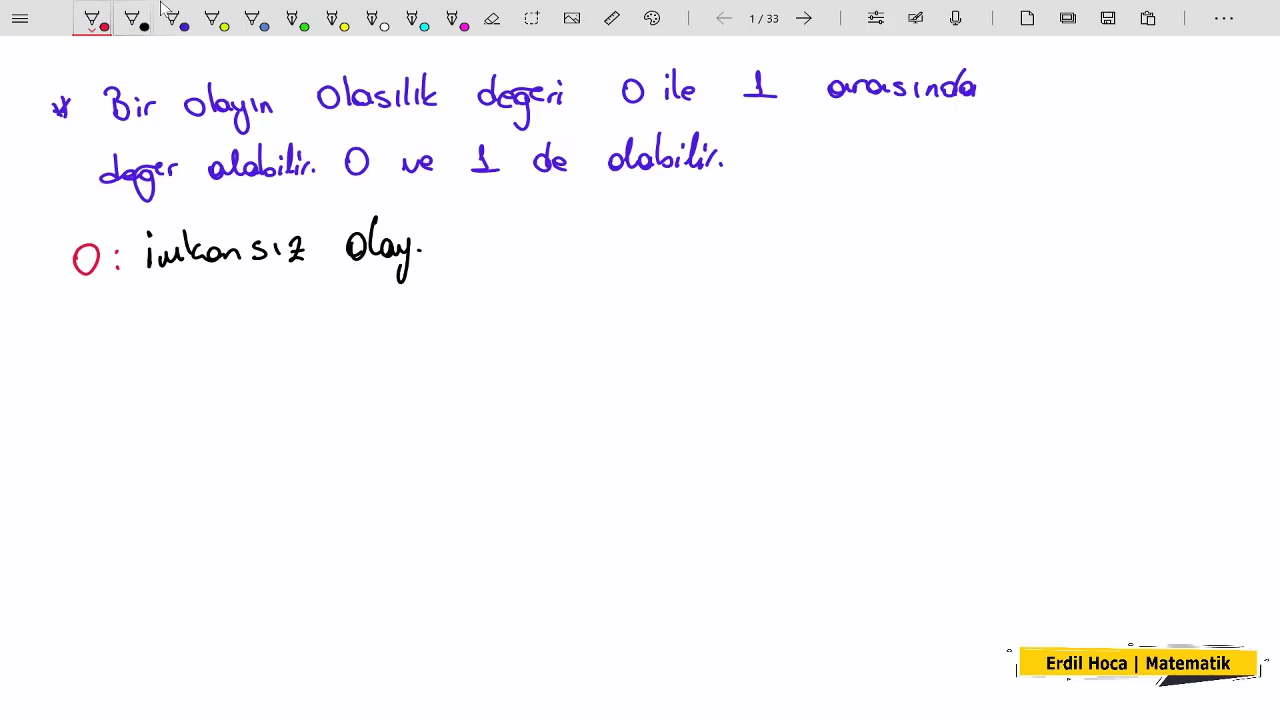 1 / 33
* Bir olayın Olasılık değeri 0 ile 1 arasında
değer alabilir. 0 ve 1 de olabilir.
0: imkansız olay.
Erdil Hoca | Matematik